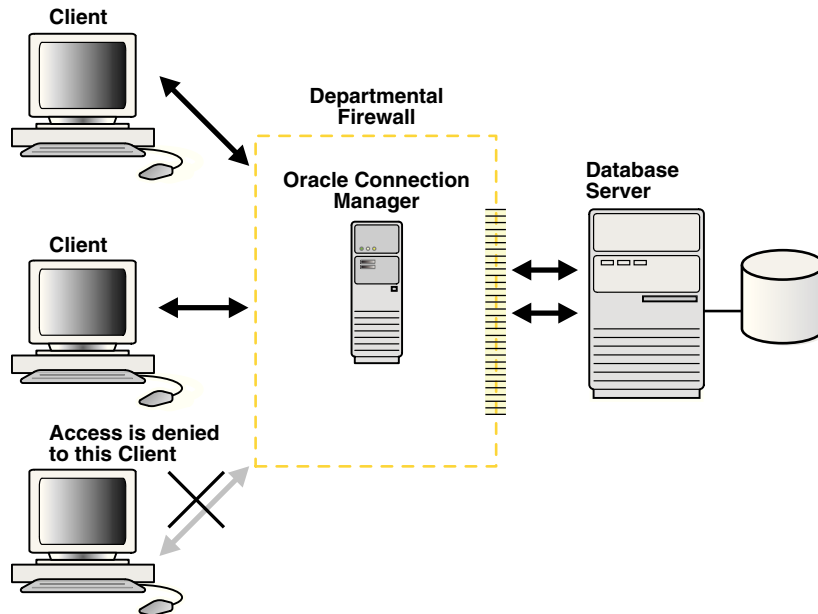 Client
Departmental
Firewall
Oracle Connection
Manager
Database
Server
Client
Access is denied
to this Client